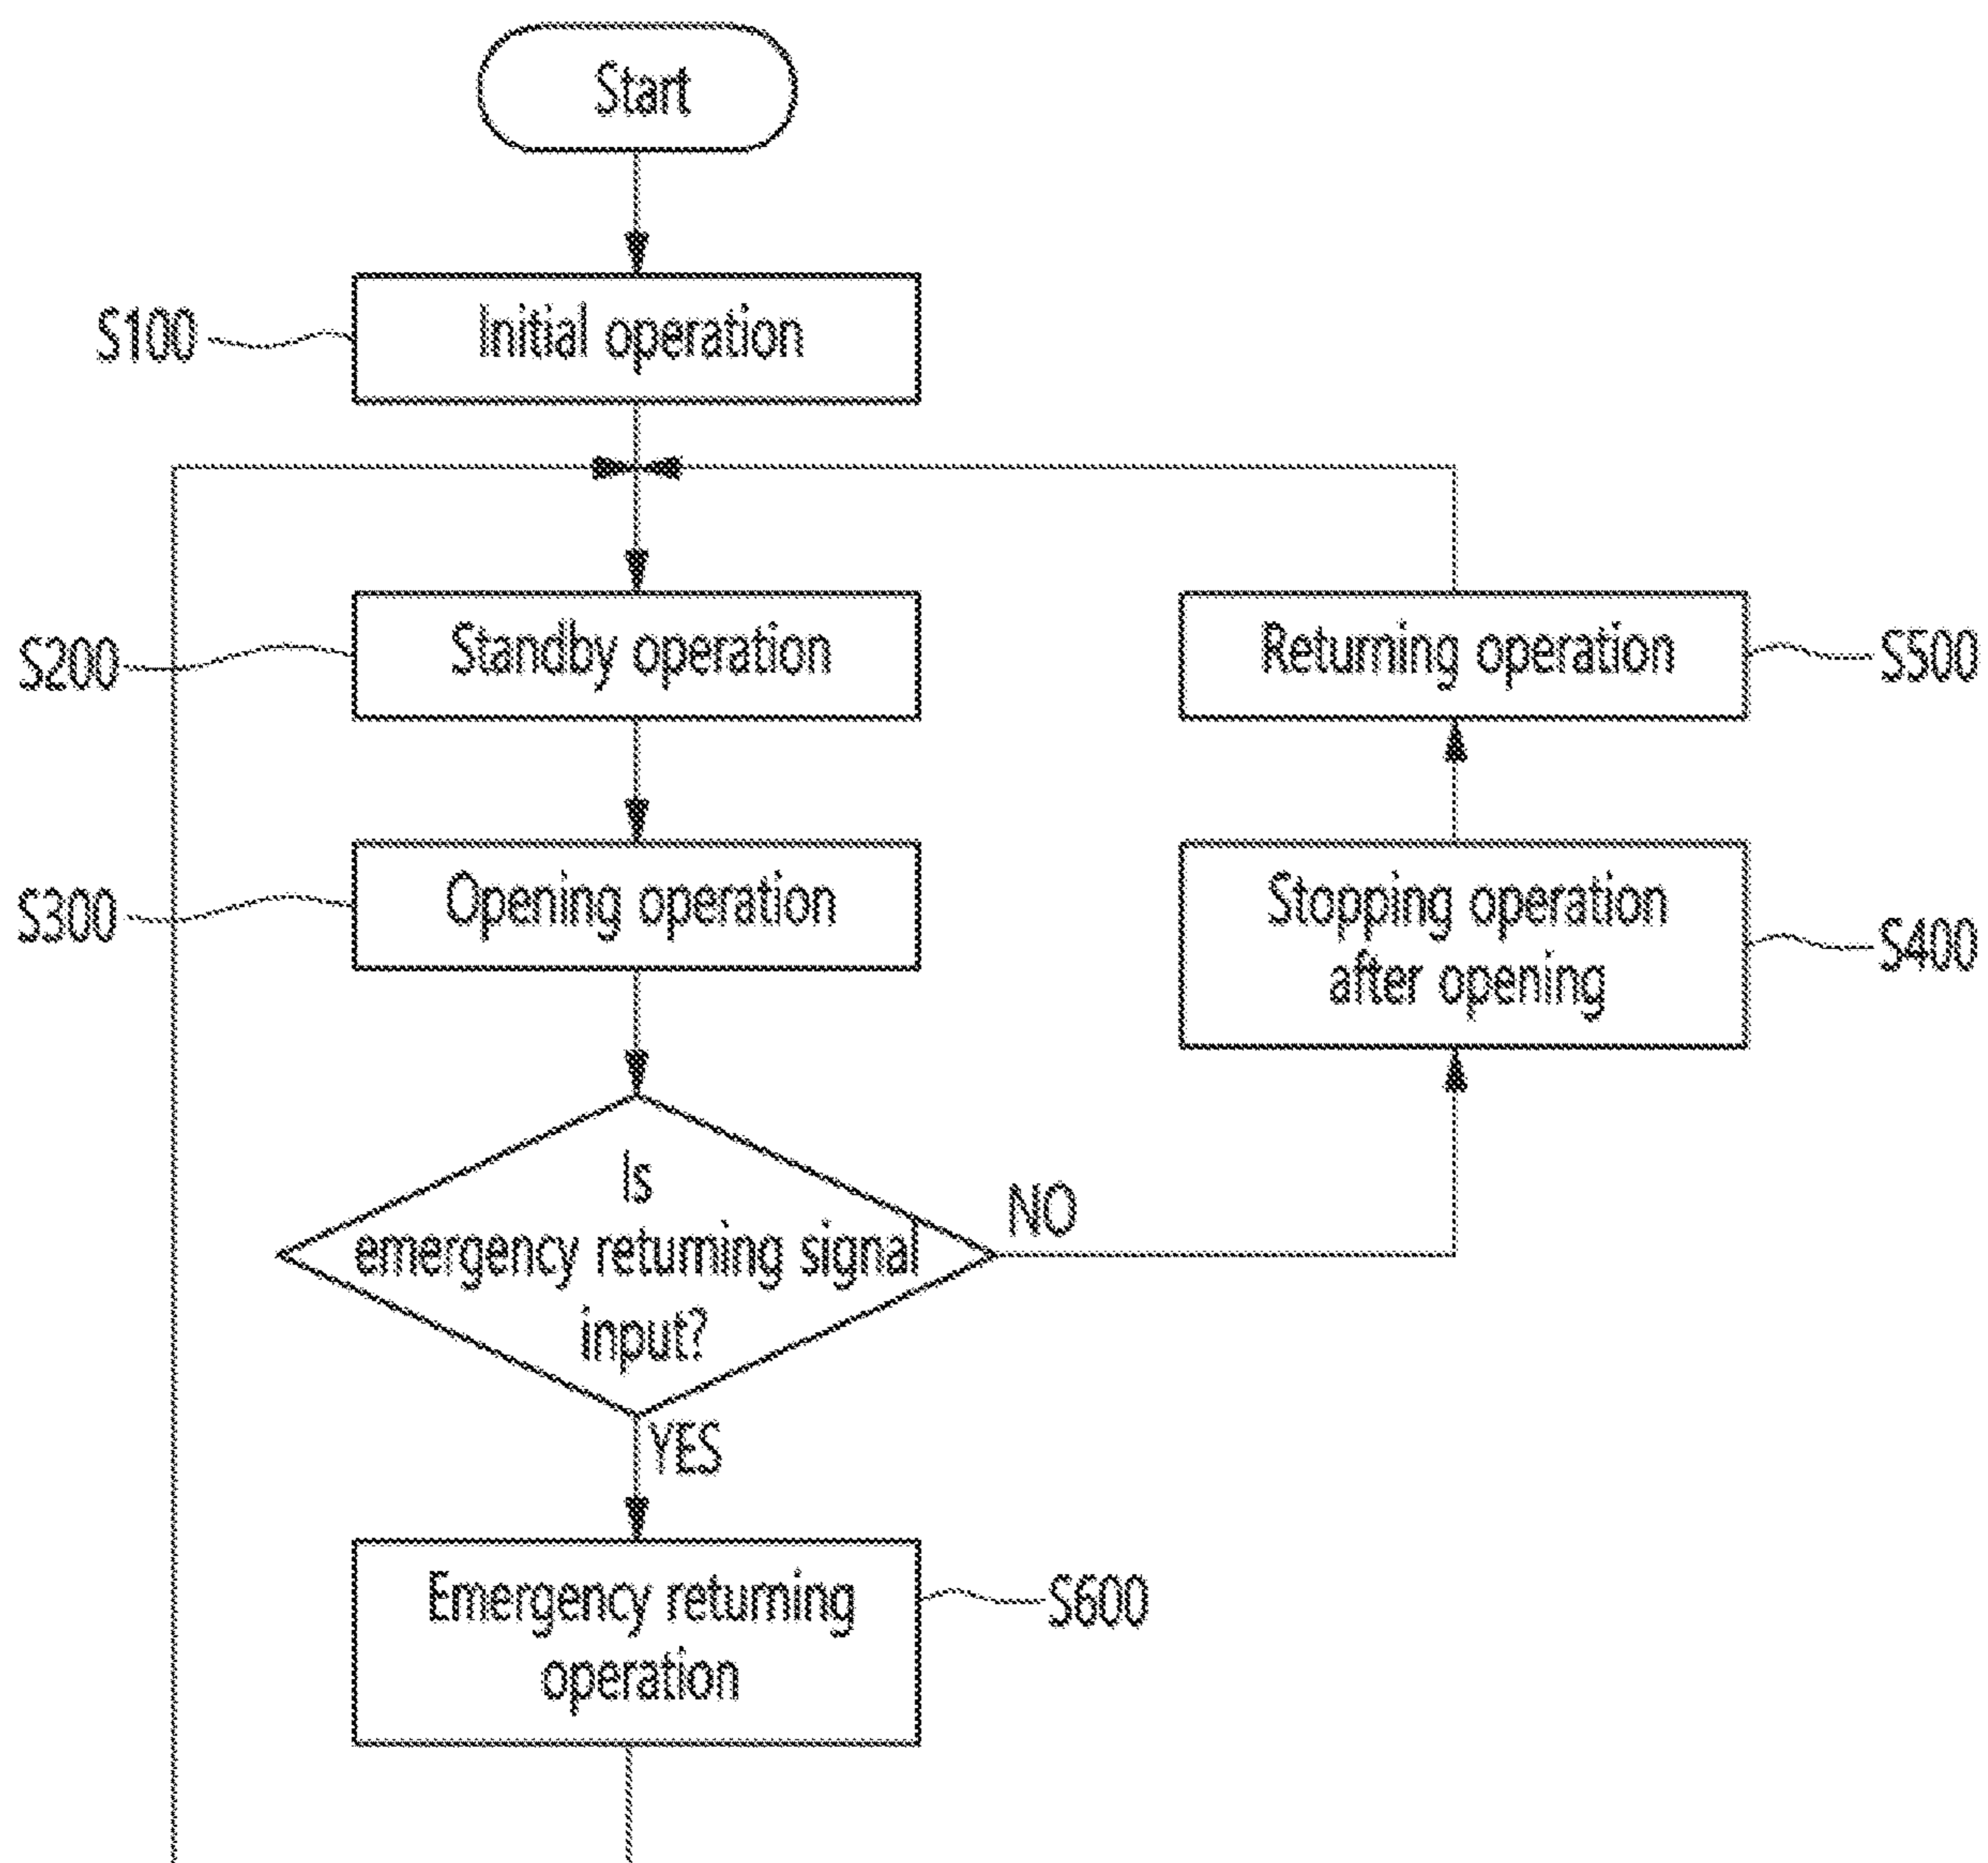 Start
S100
Initial operation
S200
Standby operation
Returning operation
S500
S300
Opening operation
Stopping operation
after opening
S400
Is
emergency returning signal
input?
NO
YES
Emergency returning
operation
S600